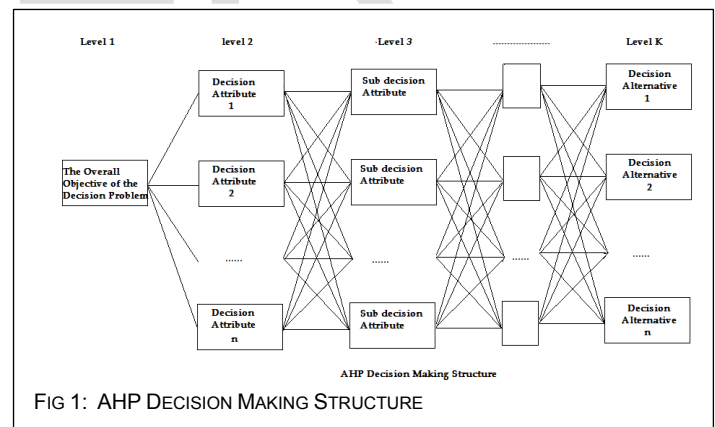 Level 1 level 2 -Level 3 -------------------- Level K
Decision
Attribute
1
Sub decision
Attribute
Decision
Alternative
1
The Overall
Objective of the
Decision Problem
Decision
Attribute
2
Sub decision
Attribute
Decision
Alternative
2
......
......
......
......
Decision
Attribute
n
Sub decision
Attribute
Decision
Alternative
n
AHP Decision Making Structure
FIG 1: AHP DECISION MAKING STRUCTURE